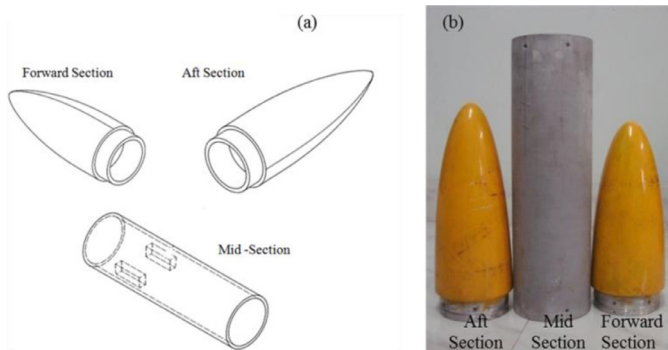 (a)
Forward Section
Aft Section
Mid -Section
(b)
Aft
Section
Mid
Section
Forward
Section